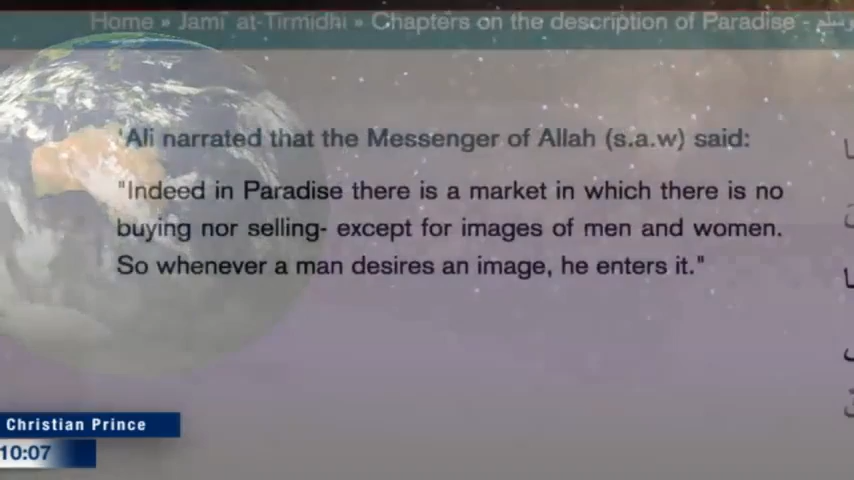 Home » Jami` at-Tirmidhi » Chapters on the description of Paradise -
'Ali narrated that the Messenger of Allah (s.a.w) said:
"Indeed in Paradise there is a market in which there is no
buying nor selling- except for images of men and women.
So whenever a man desires an image, he enters it."
Christian Prince
10:07